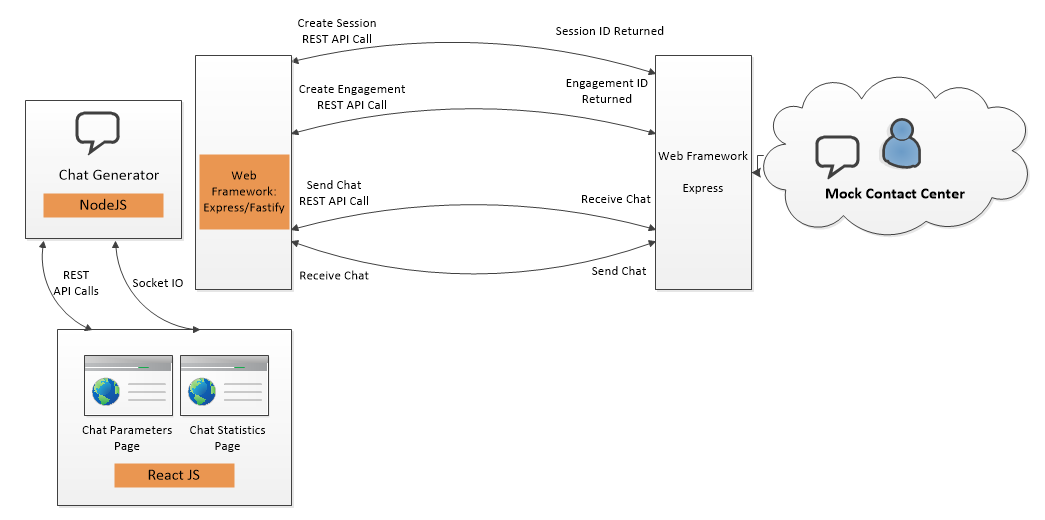 Create Session
REST API Call
Session ID Returned
Create Engagement
REST API Call
Engagement ID
Returned
Chat Generator
NodeJS
Web
Framework:
Express/Fastify
Send Chat
REST API Call
Receive Chat
Web Framework
Express
Mock Contact Center
Receive Chat
Send Chat
REST
API Calls
Socket IO
Chat Parameters
Page
Chat Statistics
Page
React JS